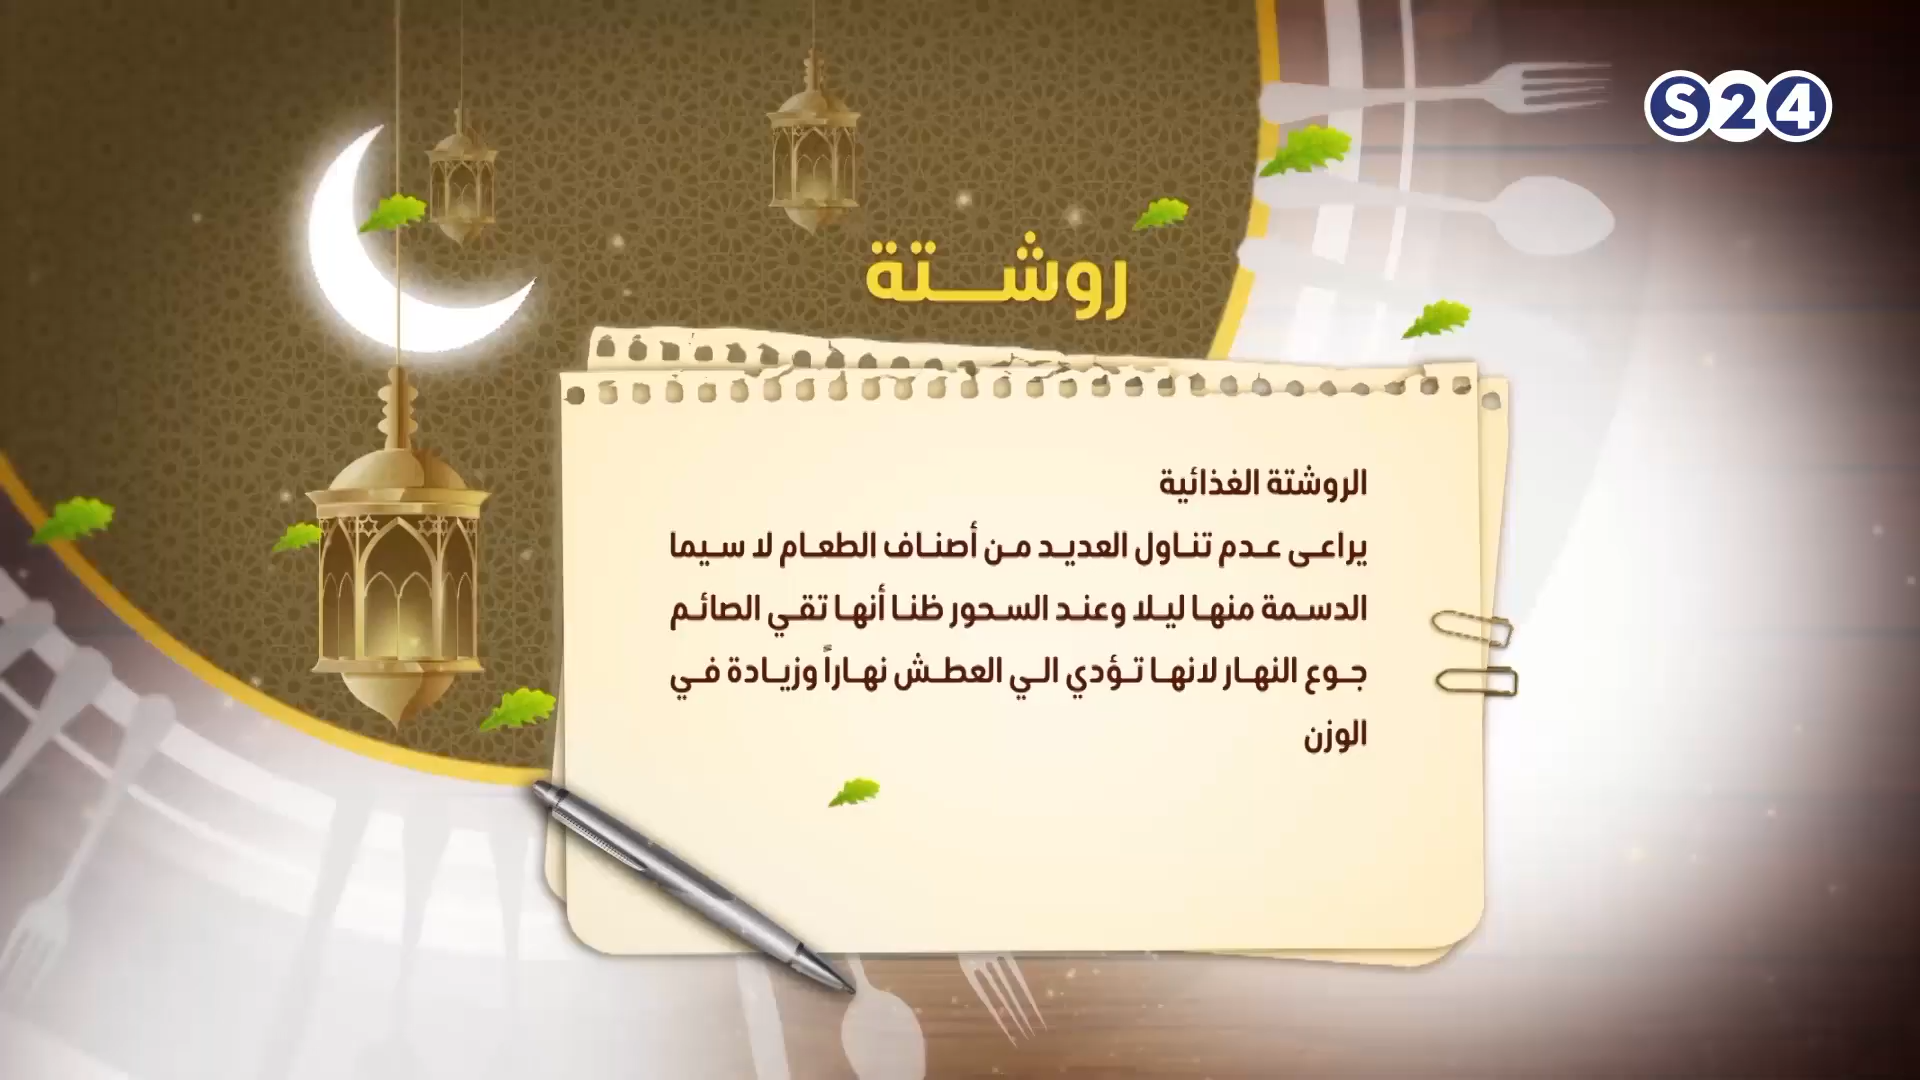 S24
روشتة
الروشتة الغذائية
يراعى عدم تناول العديد من أصناف الطعام لا سيما
الدسمة منها ليلا وعند السحور ظنا أنها تقي الصائم
جوع النهار لانها تؤدي الي العطش نهاراً وزيادة في
الوزن